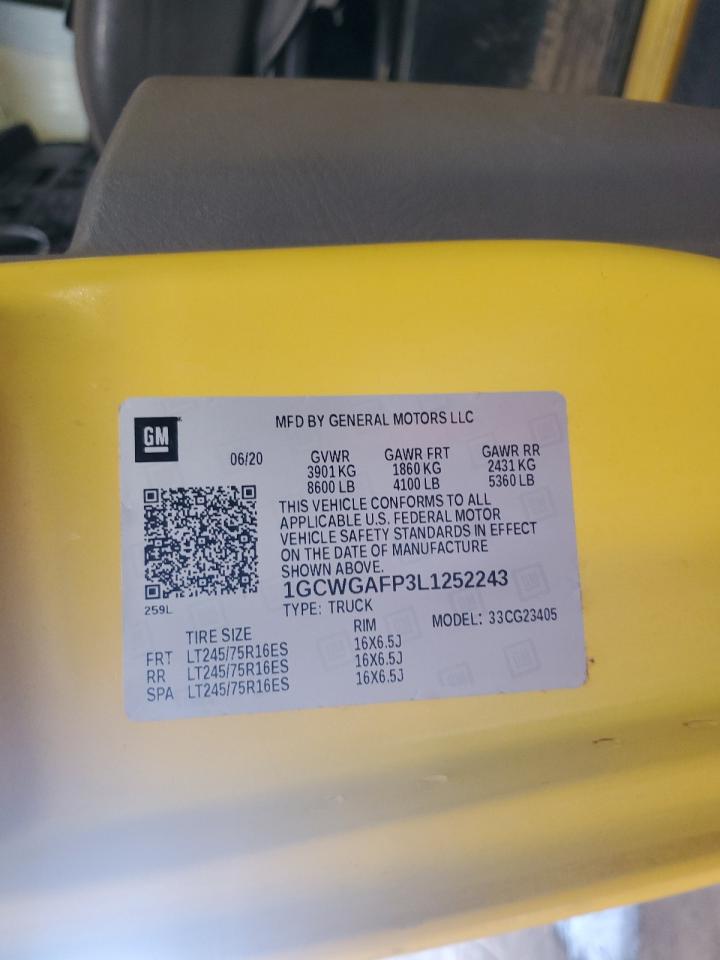 GM
MFD BY GENERAL MOTORS LLC
06/20
GVWR GAWR FRT GAWR RR
3901 KG 1860 KG 2431 KG
8600 LB 4100 LB 5360 LB
THIS VEHICLE CONFORMS TO ALL
APPLICABLE U.S. FEDERAL MOTOR
VEHICLE SAFETY STANDARDS IN EFFECT
ON THE DATE OF MANUFACTURE
SHOWN ABOVE.
1GCWGAFP3L1252243
259L
TYPE: TRUCK
MODEL: 33CG23405
TIRE SIZE RIM
FRT LT245/75R16ES 16X6.5J
RR LT245/75R16ES 16X6.5J
SPA LT245/75R16ES 16X6.5J